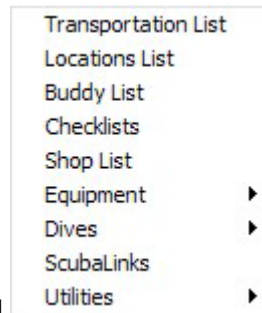 Transportation List
Locations List
Buddy List
Checklists
Shop List
Equipment
Dives
ScubaLinks
Utilities